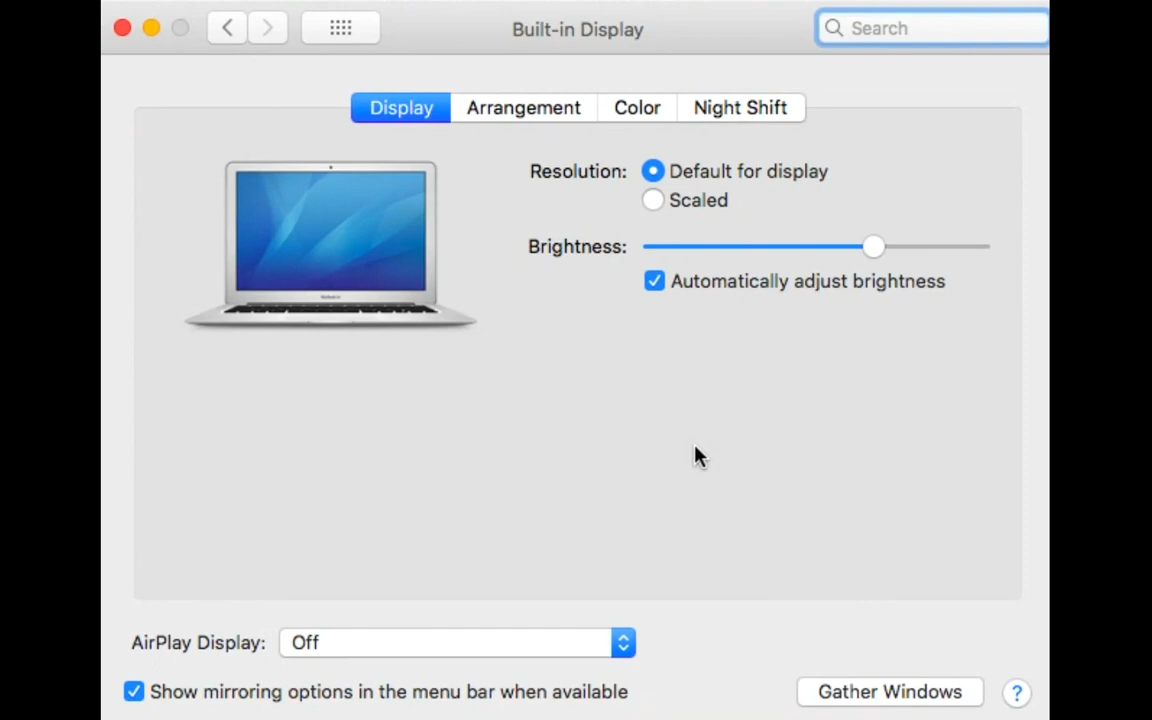 Built-in Display
Search
Display
Arrangement
Color
Night Shift
Resolution:
Default for display
Scaled
Brightness:
Automatically adjust brightness
AirPlay Display:
Off
Show mirroring options in the menu bar when available
Gather Windows
?